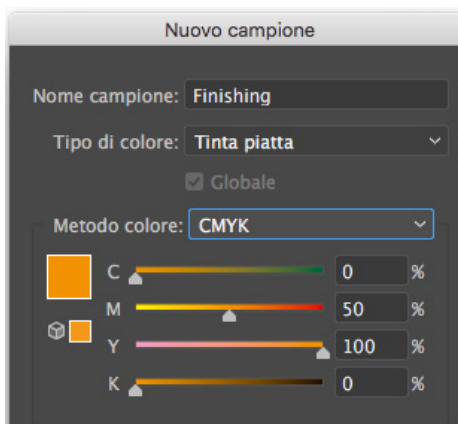 Nuovo campione
Nome campione: Finishing
Tipo di colore: Tinta piatta
Globale
Metodo colore: CMYK
C 0 %
M 50 %
Y 100 %
K 0 %